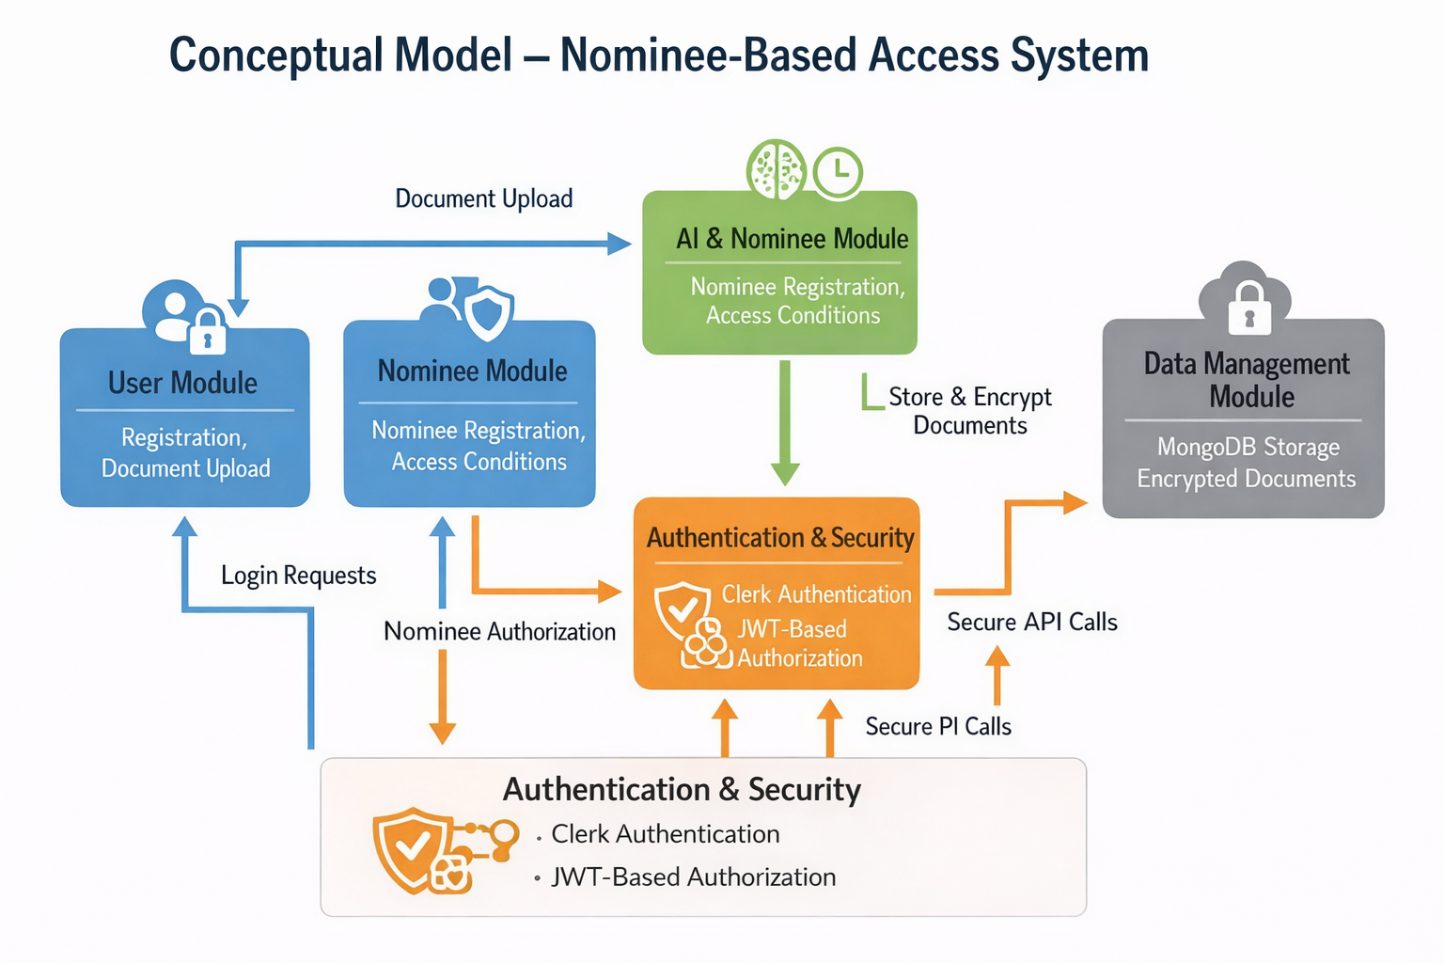 Conceptual Model – Nominee-Based Access System
Document Upload
AI & Nominee Module
Nominee Registration,
Access Conditions
User Module
Registration,
Document Upload
Nominee Module
Nominee Registration,
Access Conditions
Store & Encrypt
Documents
Data Management
Module
MongoDB Storage
Encrypted Documents
Login Requests
Nominee Authorization
Authentication & Security
Clerk Authentication
JWT-Based
Authorization
Secure API Calls
Secure PI Calls
Authentication & Security
• Clerk Authentication
• JWT-Based Authorization